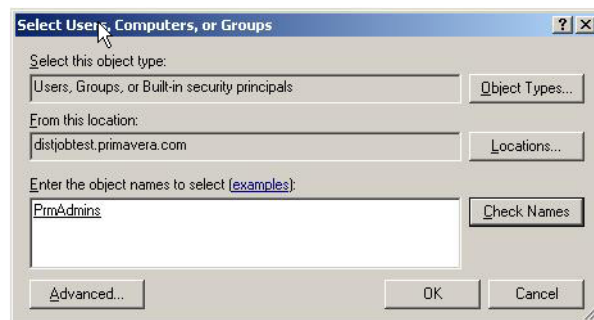 Select Users, Computers, or Groups
Select this object type:
Users, Groups, or Built-in security principals
Object Types...
From this location:
distjobtest.primavera.com
Locations...
Enter the object names to select (examples):
PrmAdmins
Check Names
Advanced...
OK
Cancel